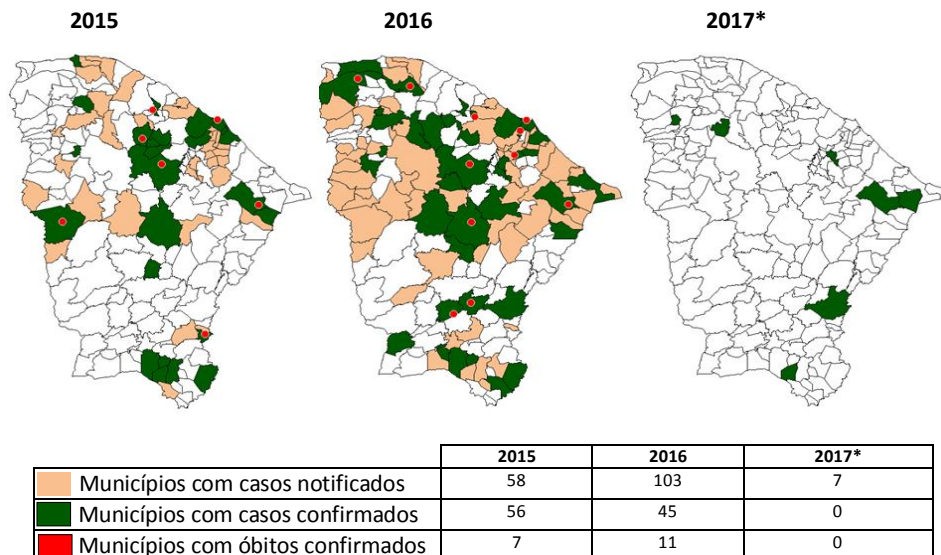 2015 2016 2017*
2015 2016 2017*
Municípios com casos notificados 58 103 7
Municípios com casos confirmados 56 45 0
Municípios com óbitos confirmados 7 11 0